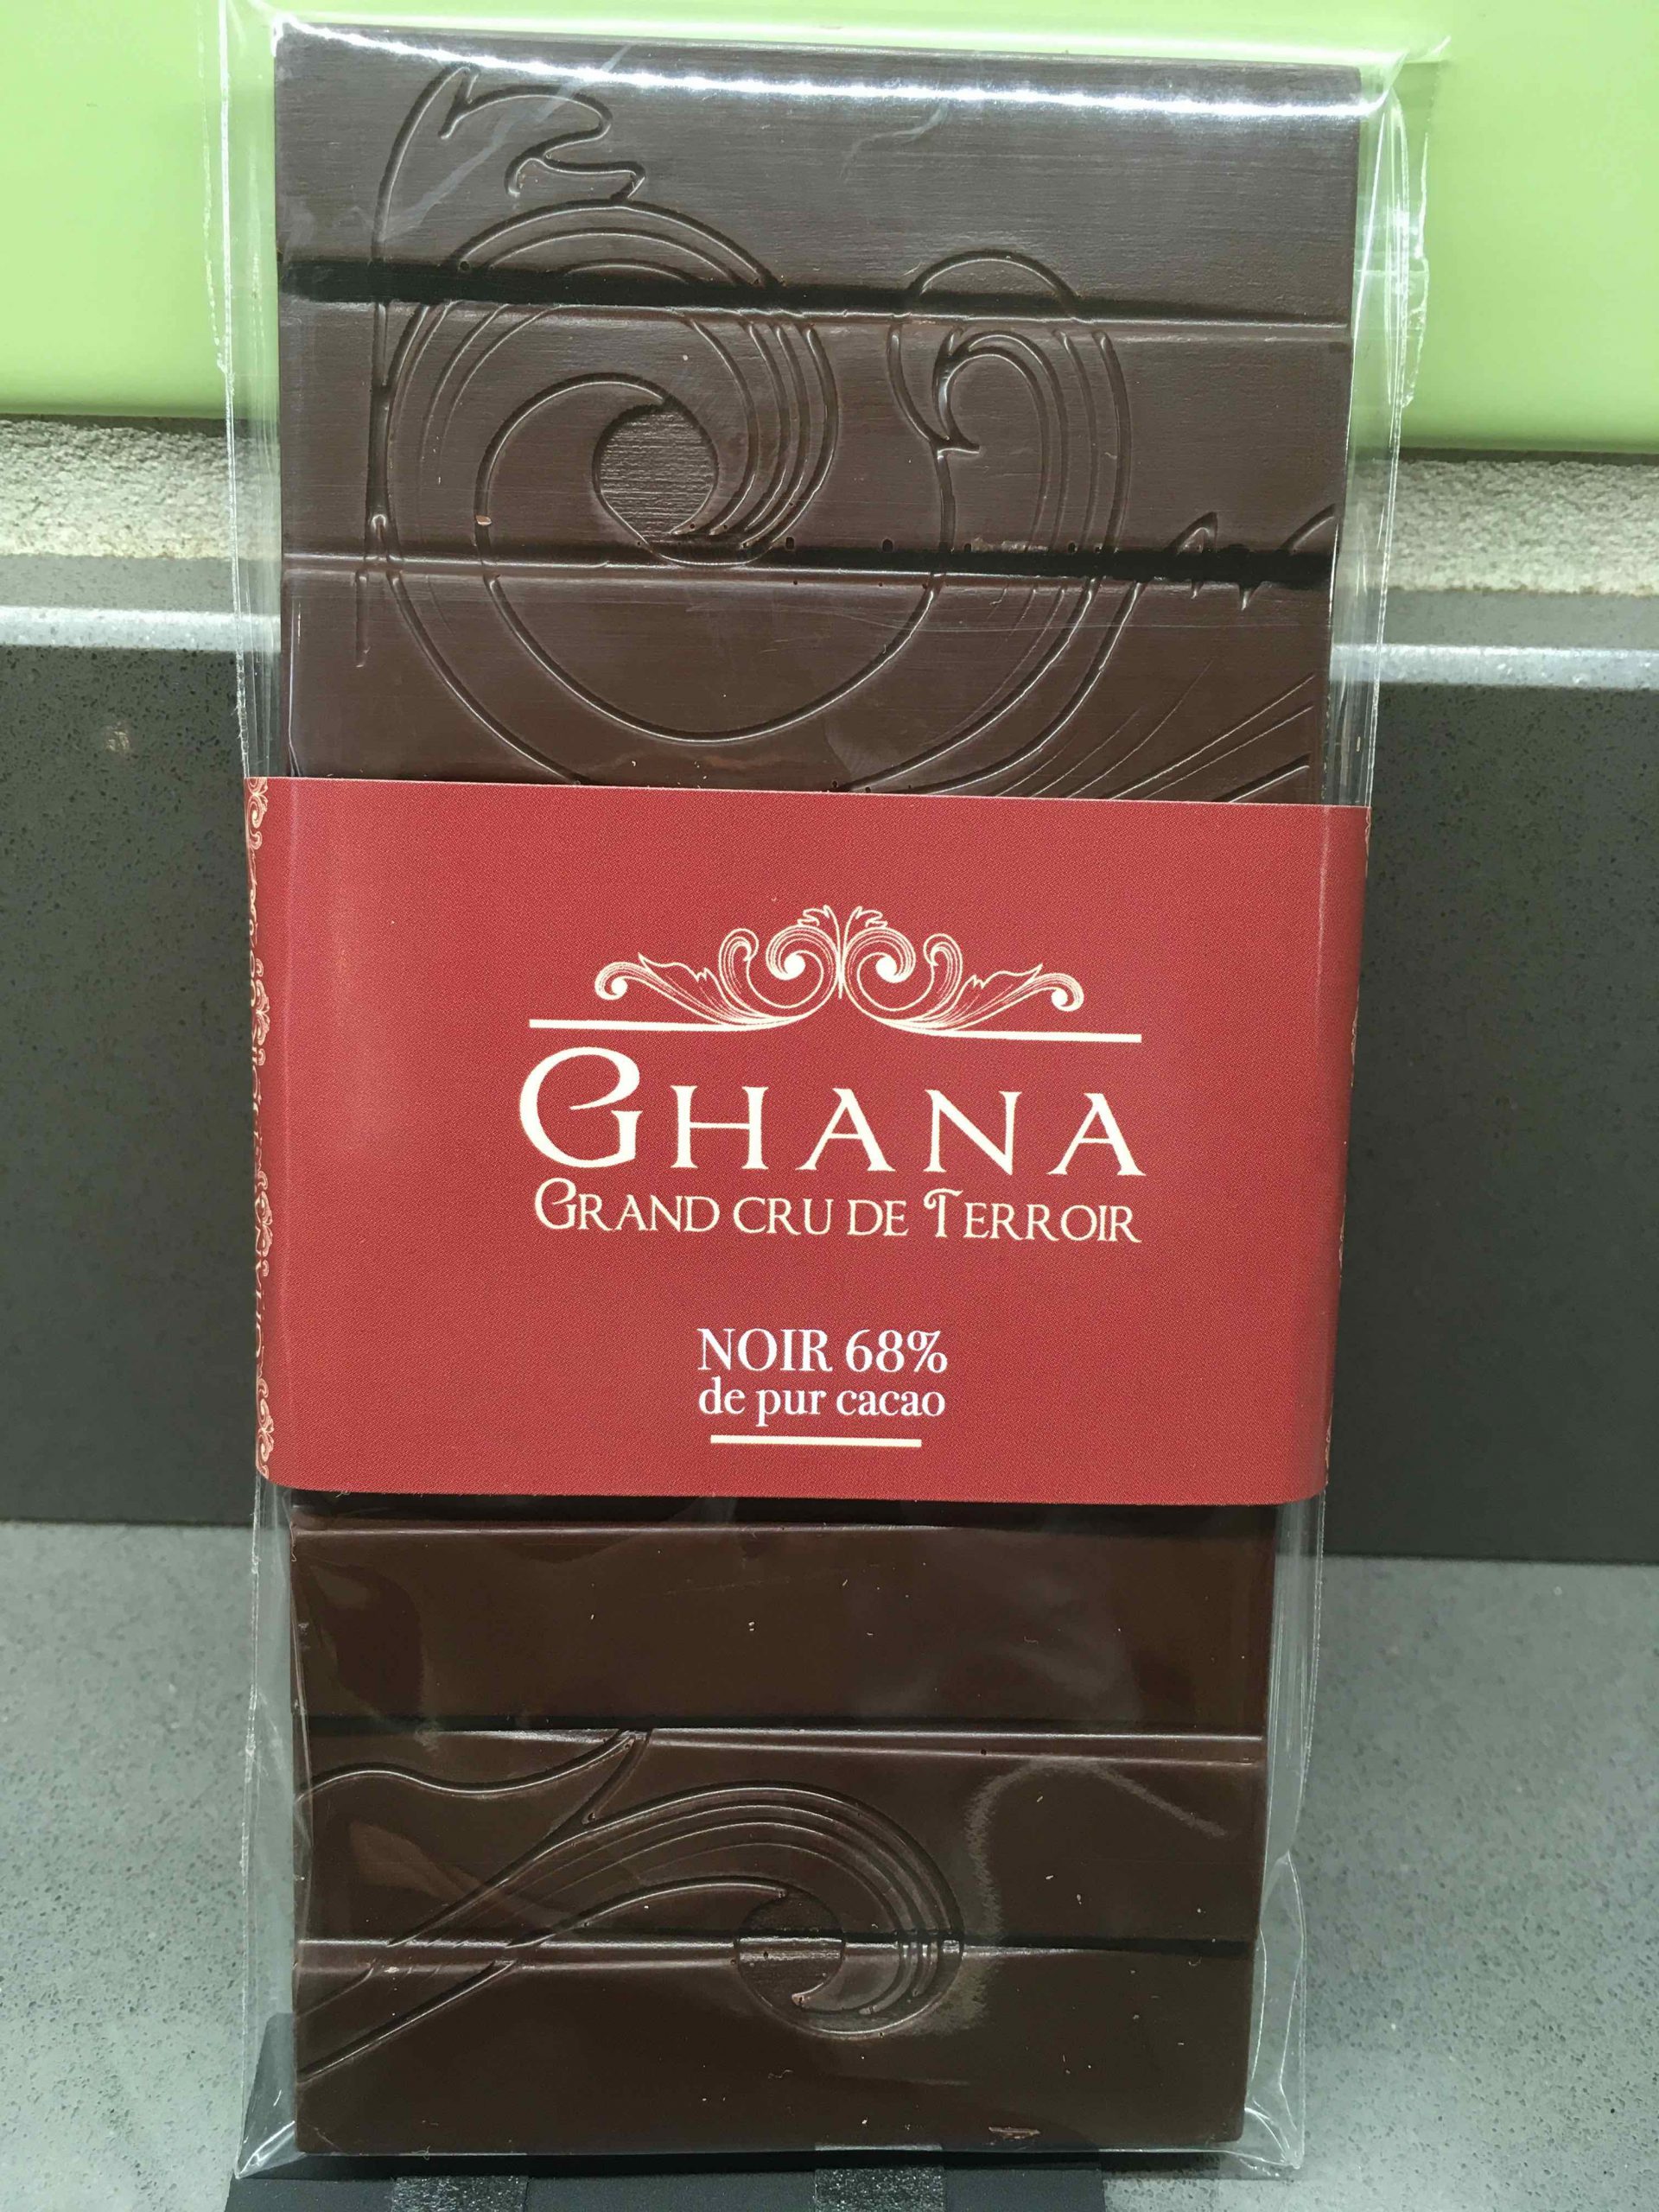 GHANA
GRAND CRU DE TERROIR
NOIR 68%
de pur cacao